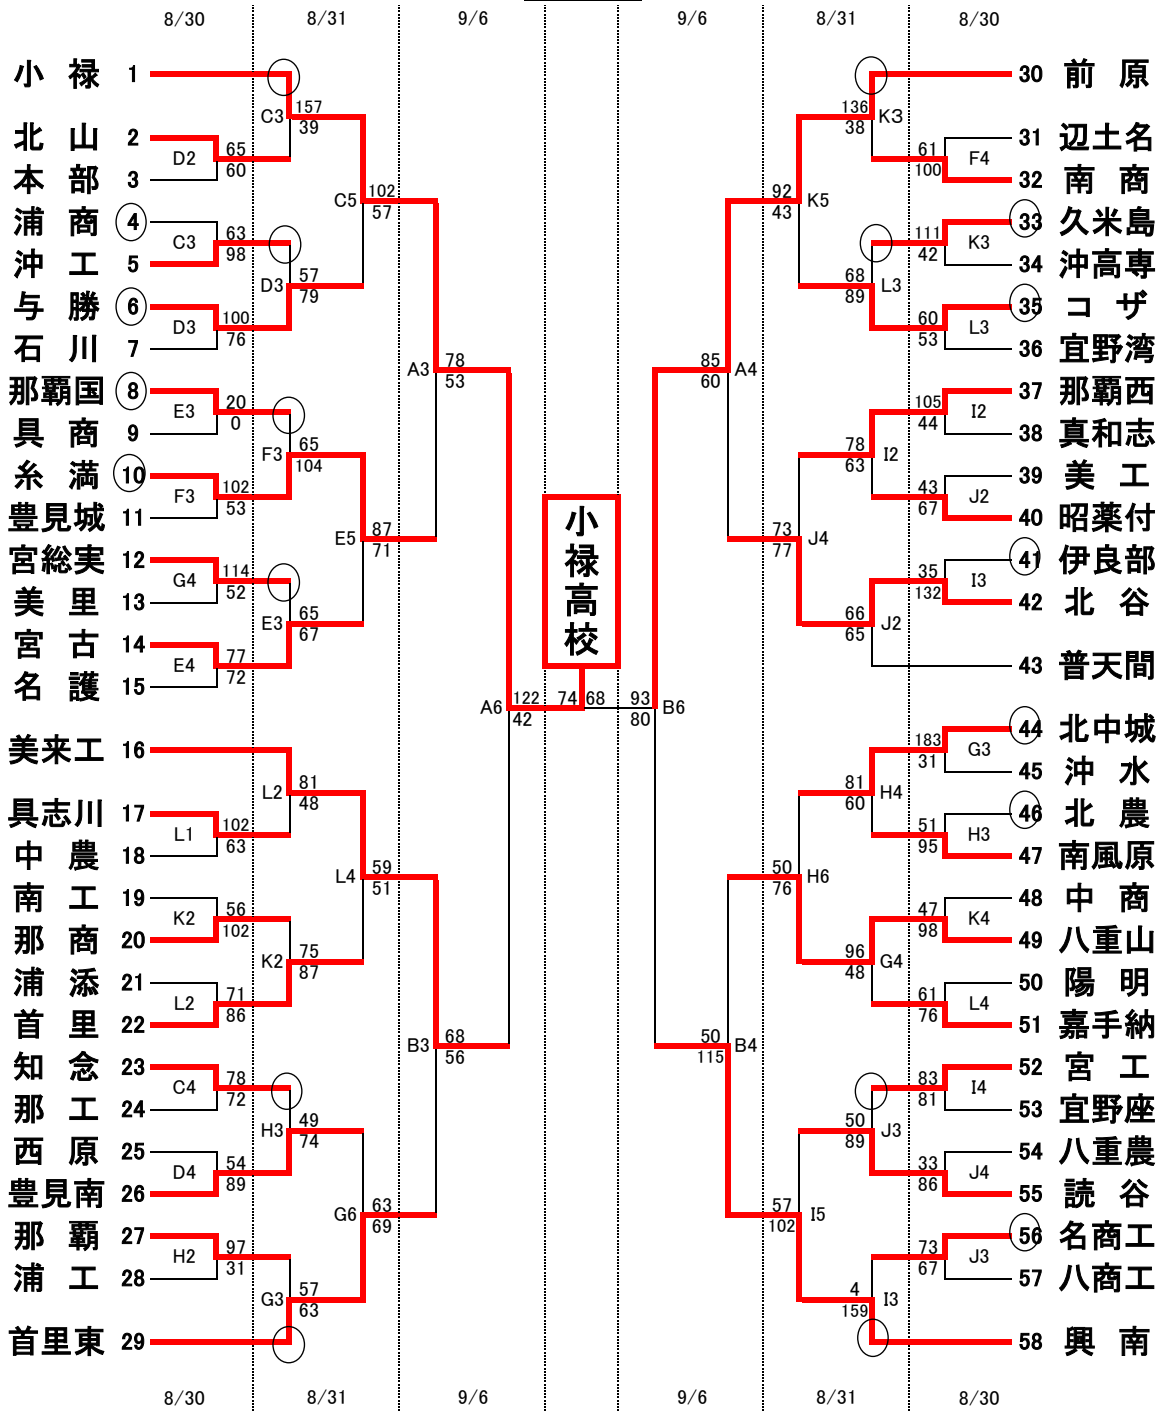 8/30 8/31 9/6 9/6 8/31 8/30
小禄 1
北山 2
本部 3
浦商 4
沖工 5
与勝 6
石川 7
那覇国 8
具商 9
糸満 10
豊見城 11
宮総実 12
美里 13
宮古 14
名護 15
美来工 16
具志川 17
中農 18
南工 19
那商 20
浦添 21
首里 22
知念 23
那工 24
西原 25
豊見南 26
那覇 27
浦工 28
首里東 29
D2 65 60
C3 63 98
D3 100 76
E3 20 0
F3 102 53
G4 114 52
E4 77 72
L1 102 63
K2 56 102
L2 71 86
C4 78 72
D4 54 89
H2 97 31
C3 157 39
D3 57 79
F3 65 104
E3 65 67
L2 81 48
K2 75 87
H3 49 74
G3 57 63
C5 102 57
E5 87 71
L4 59 51
G6 63 69
A3 78 53
B3 68 56
A6 122 42
小禄高校
74 68
93 80 B6
85 60 A4
50 115 B4
92 43 K5
73 77 J4
50 76 H6
57 102 I5
136 38 K3
68 89 L3
78 63 I2
66 65 J2
81 60 H4
96 48 G4
50 89 J3
4 159 I3
61 100 F4
111 42 K3
60 53 L3
105 44 I2
43 67 J2
35 132 I3
183 31 G3
51 95 H3
47 98 K4
61 76 L4
83 81 I4
33 86 J4
73 67 J3
30 前原
31 辺土名
32 南商
33 久米島
34 沖高専
35 コザ
36 宜野湾
37 那覇西
38 真和志
39 美工
40 昭薬付
41 伊良部
42 北谷
43 普天間
44 北中城
45 沖水
46 北農
47 南風原
48 中商
49 八重山
50 陽明
51 嘉手納
52 宮工
53 宜野座
54 八重農
55 読谷
56 名商工
57 八商工
58 興南
8/30 8/31 9/6 9/6 8/31 8/30